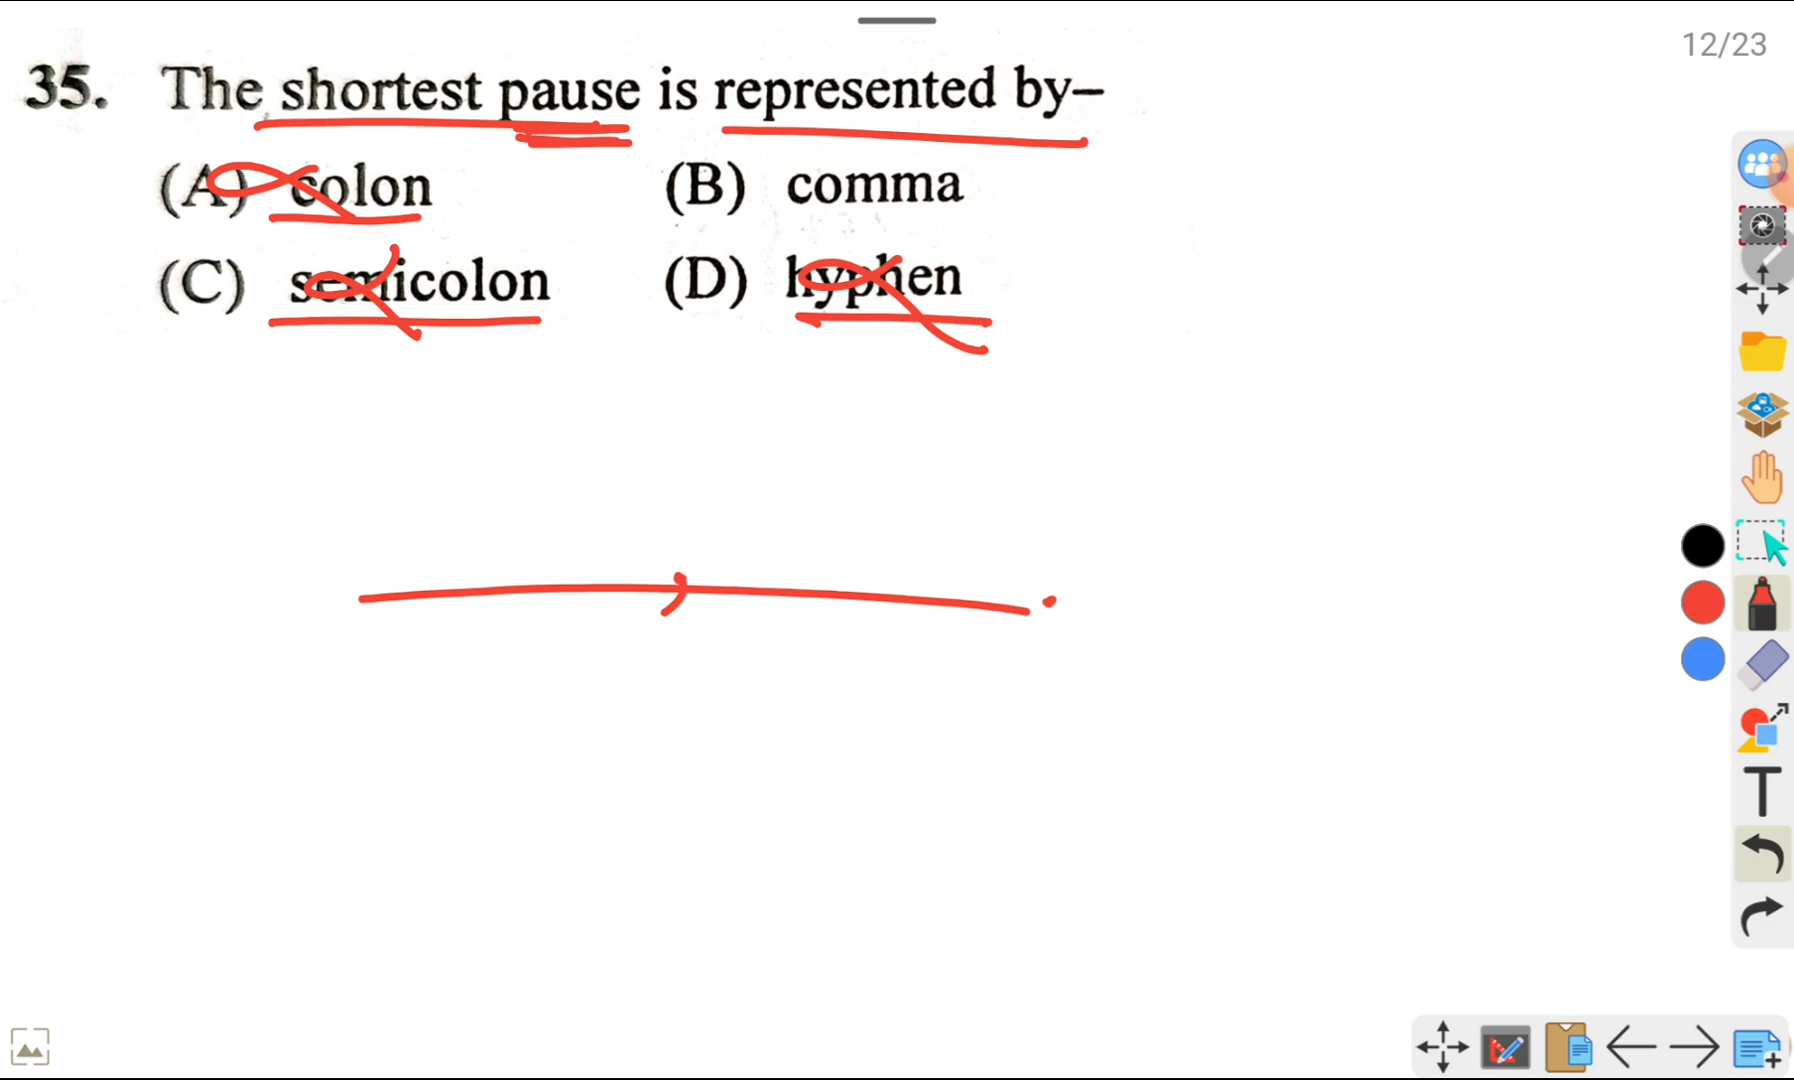 12/23
35. The shortest pause is represented by–
(A) colon (B) comma
(C) semicolon (D) hyphen